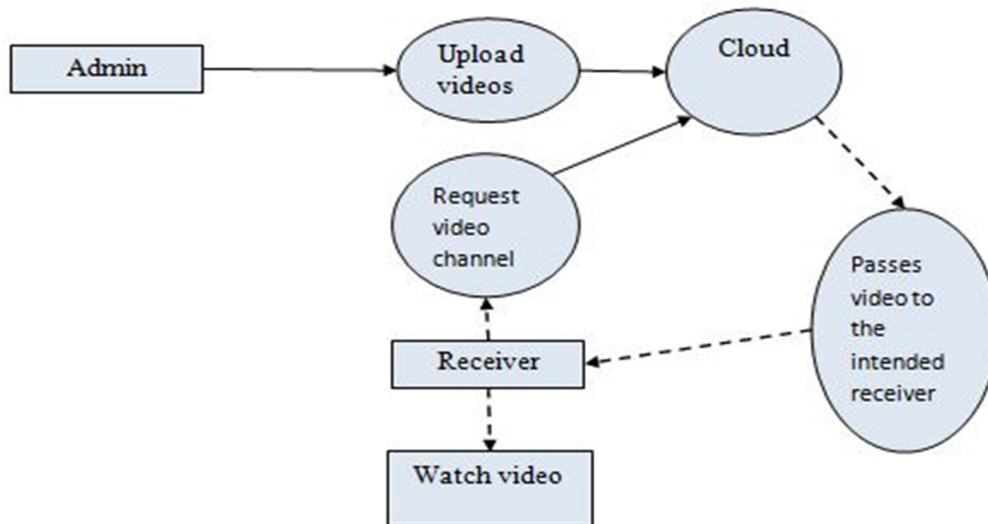 Admin
Upload
videos
Cloud
Request
video
channel
Passes
video to
the
intended
receiver
Receiver
Watch video